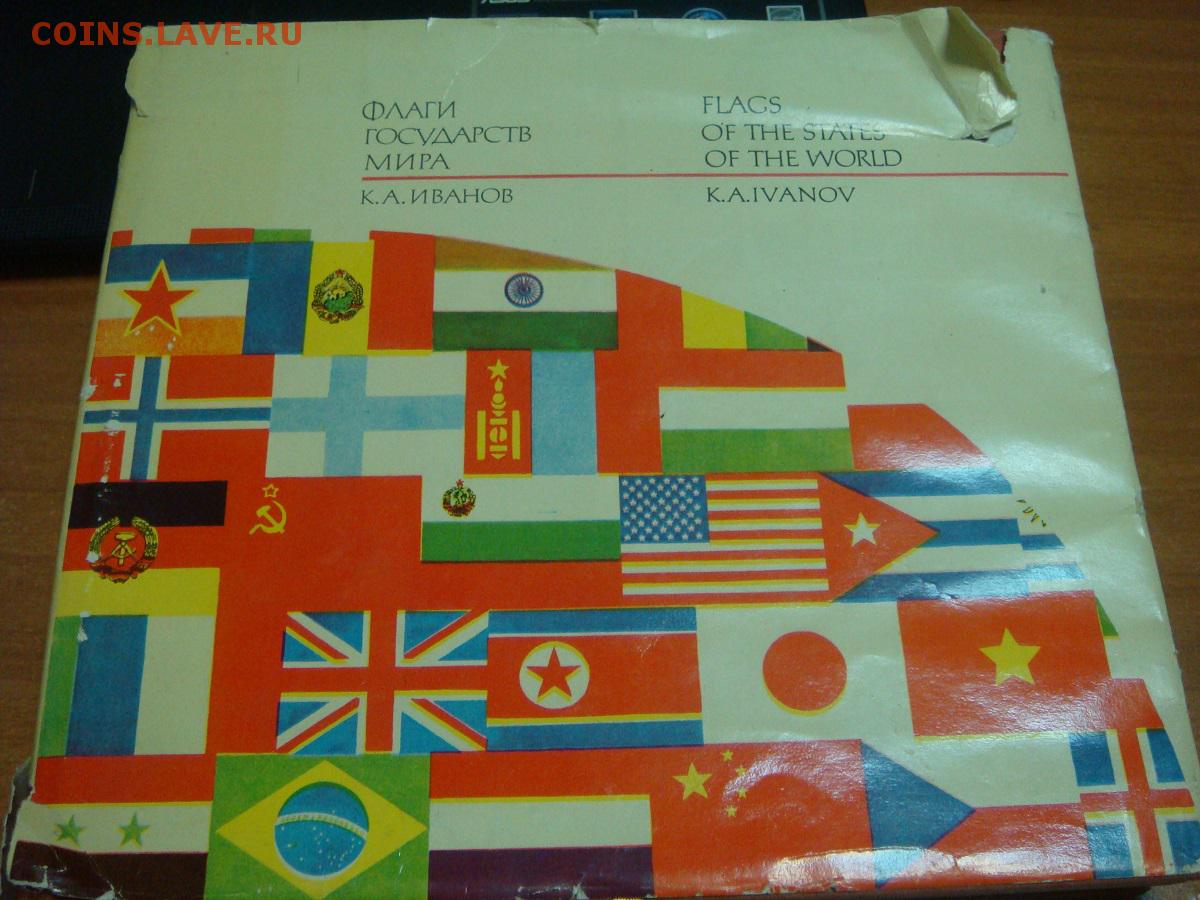 COINS.LAVE.RU
ФЛАГИ
ГОСУДАРСТВ
МИРА
К.А.ИВАНОВ
FLAGS
OF THE STATES
OF THE WORLD
K.A.IVANOV